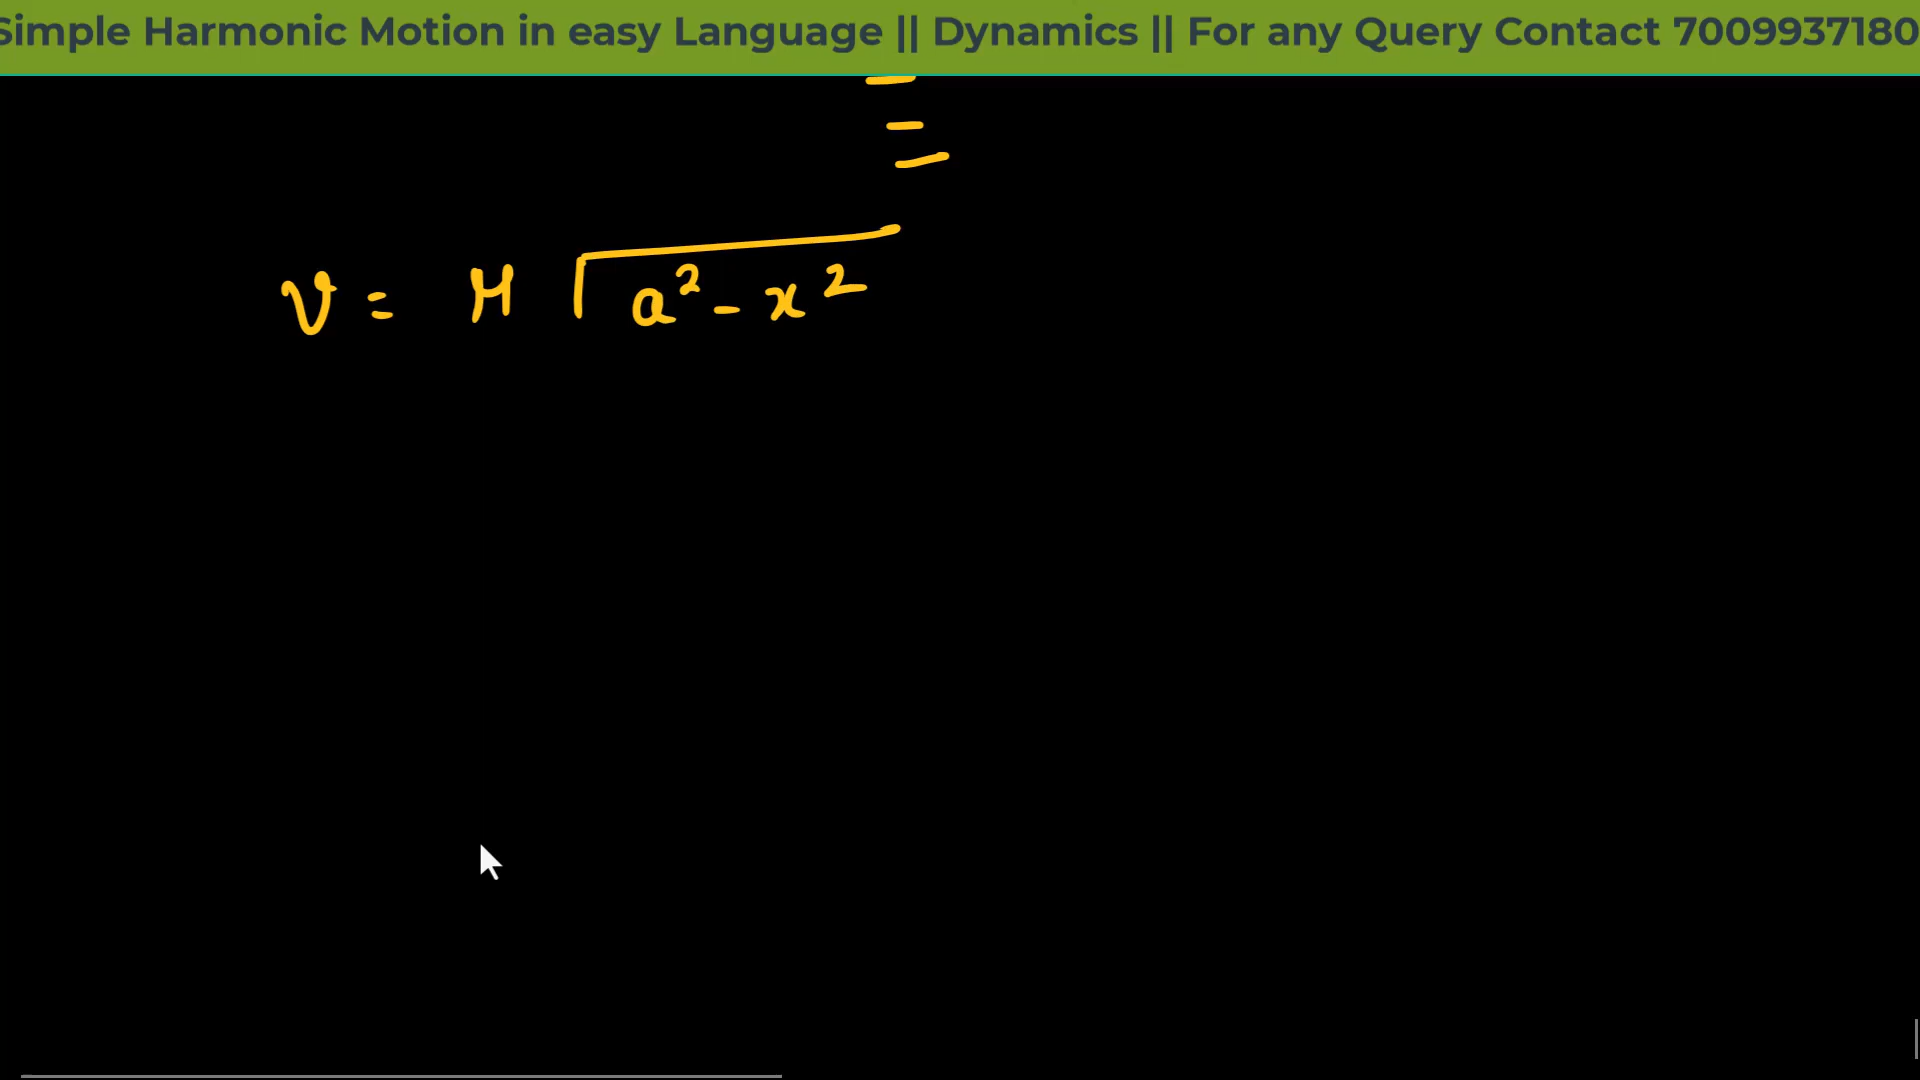 Simple Harmonic Motion in easy Language || Dynamics || For any Query Contact 7009937180
v = μ √a² - x²